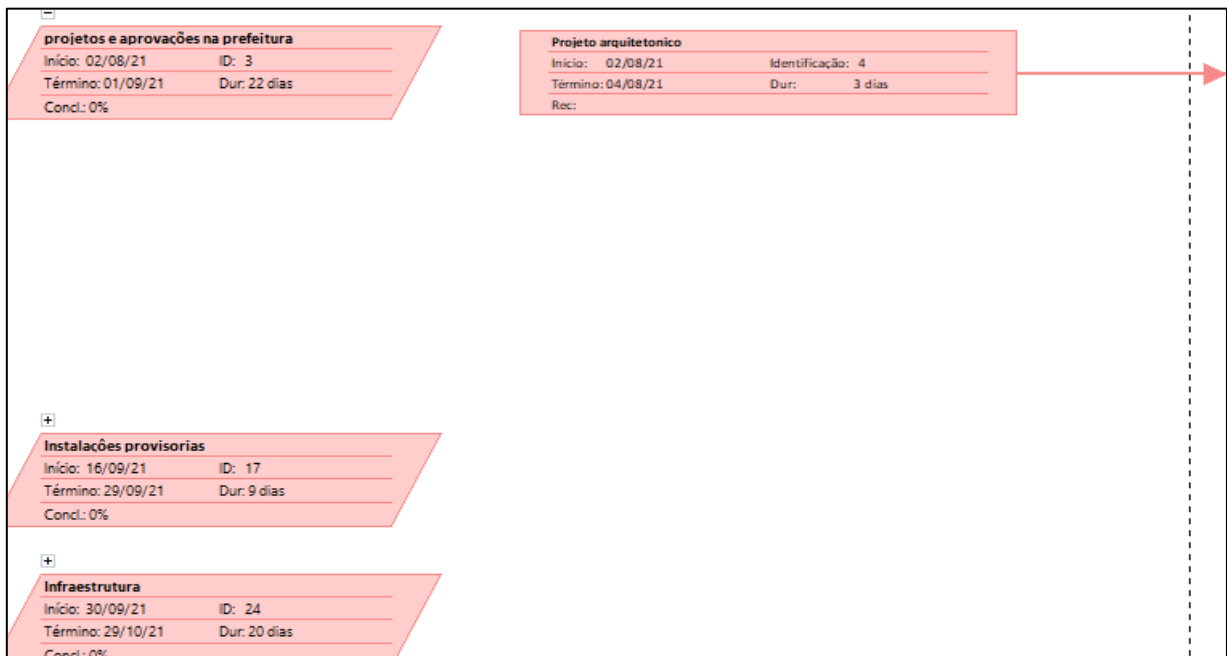 projetos e aprovações na prefeitura
Início: 02/08/21 ID: 3
Término: 01/09/21 Dur: 22 dias
Concl.: 0%
Projeto arquitetonico
Início: 02/08/21 Identificação: 4
Término: 04/08/21 Dur: 3 dias
Rec:
Instalações provisorias
Início: 16/09/21 ID: 17
Término: 29/09/21 Dur: 9 dias
Concl.: 0%
Infraestrutura
Início: 30/09/21 ID: 24
Término: 29/10/21 Dur: 20 dias
Concl.: 0%